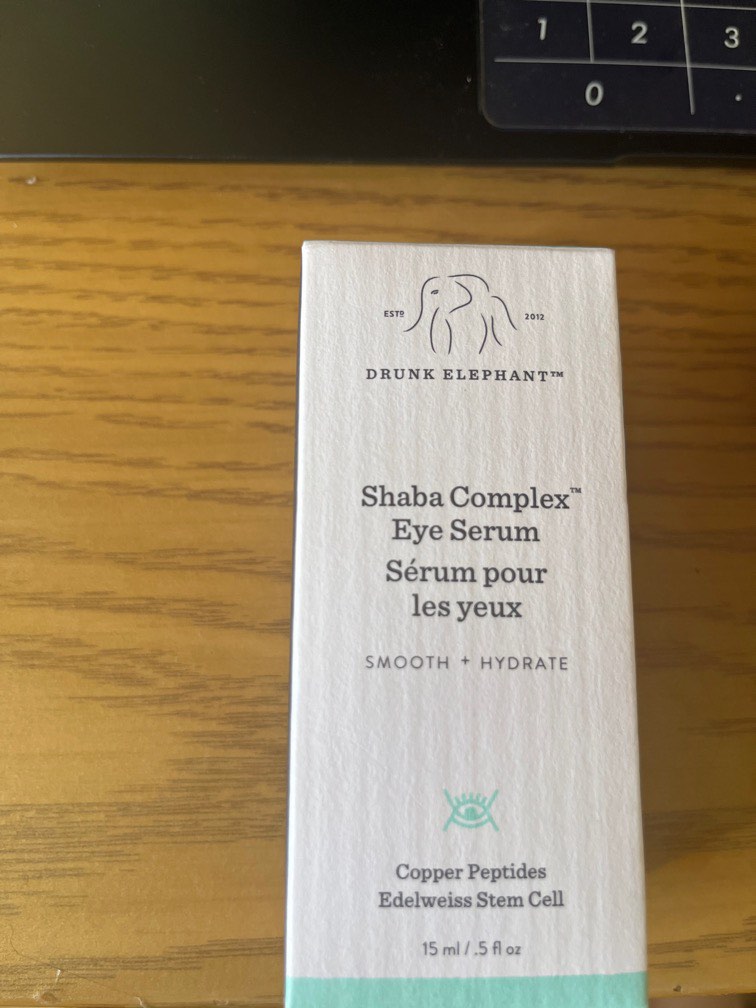 1 2 3
0 .
ESTD 2012
DRUNK ELEPHANT™
Shaba Complex™
Eye Serum
Sérum pour
les yeux
SMOOTH + HYDRATE
Copper Peptides
Edelweiss Stem Cell
15 ml / .5 fl oz